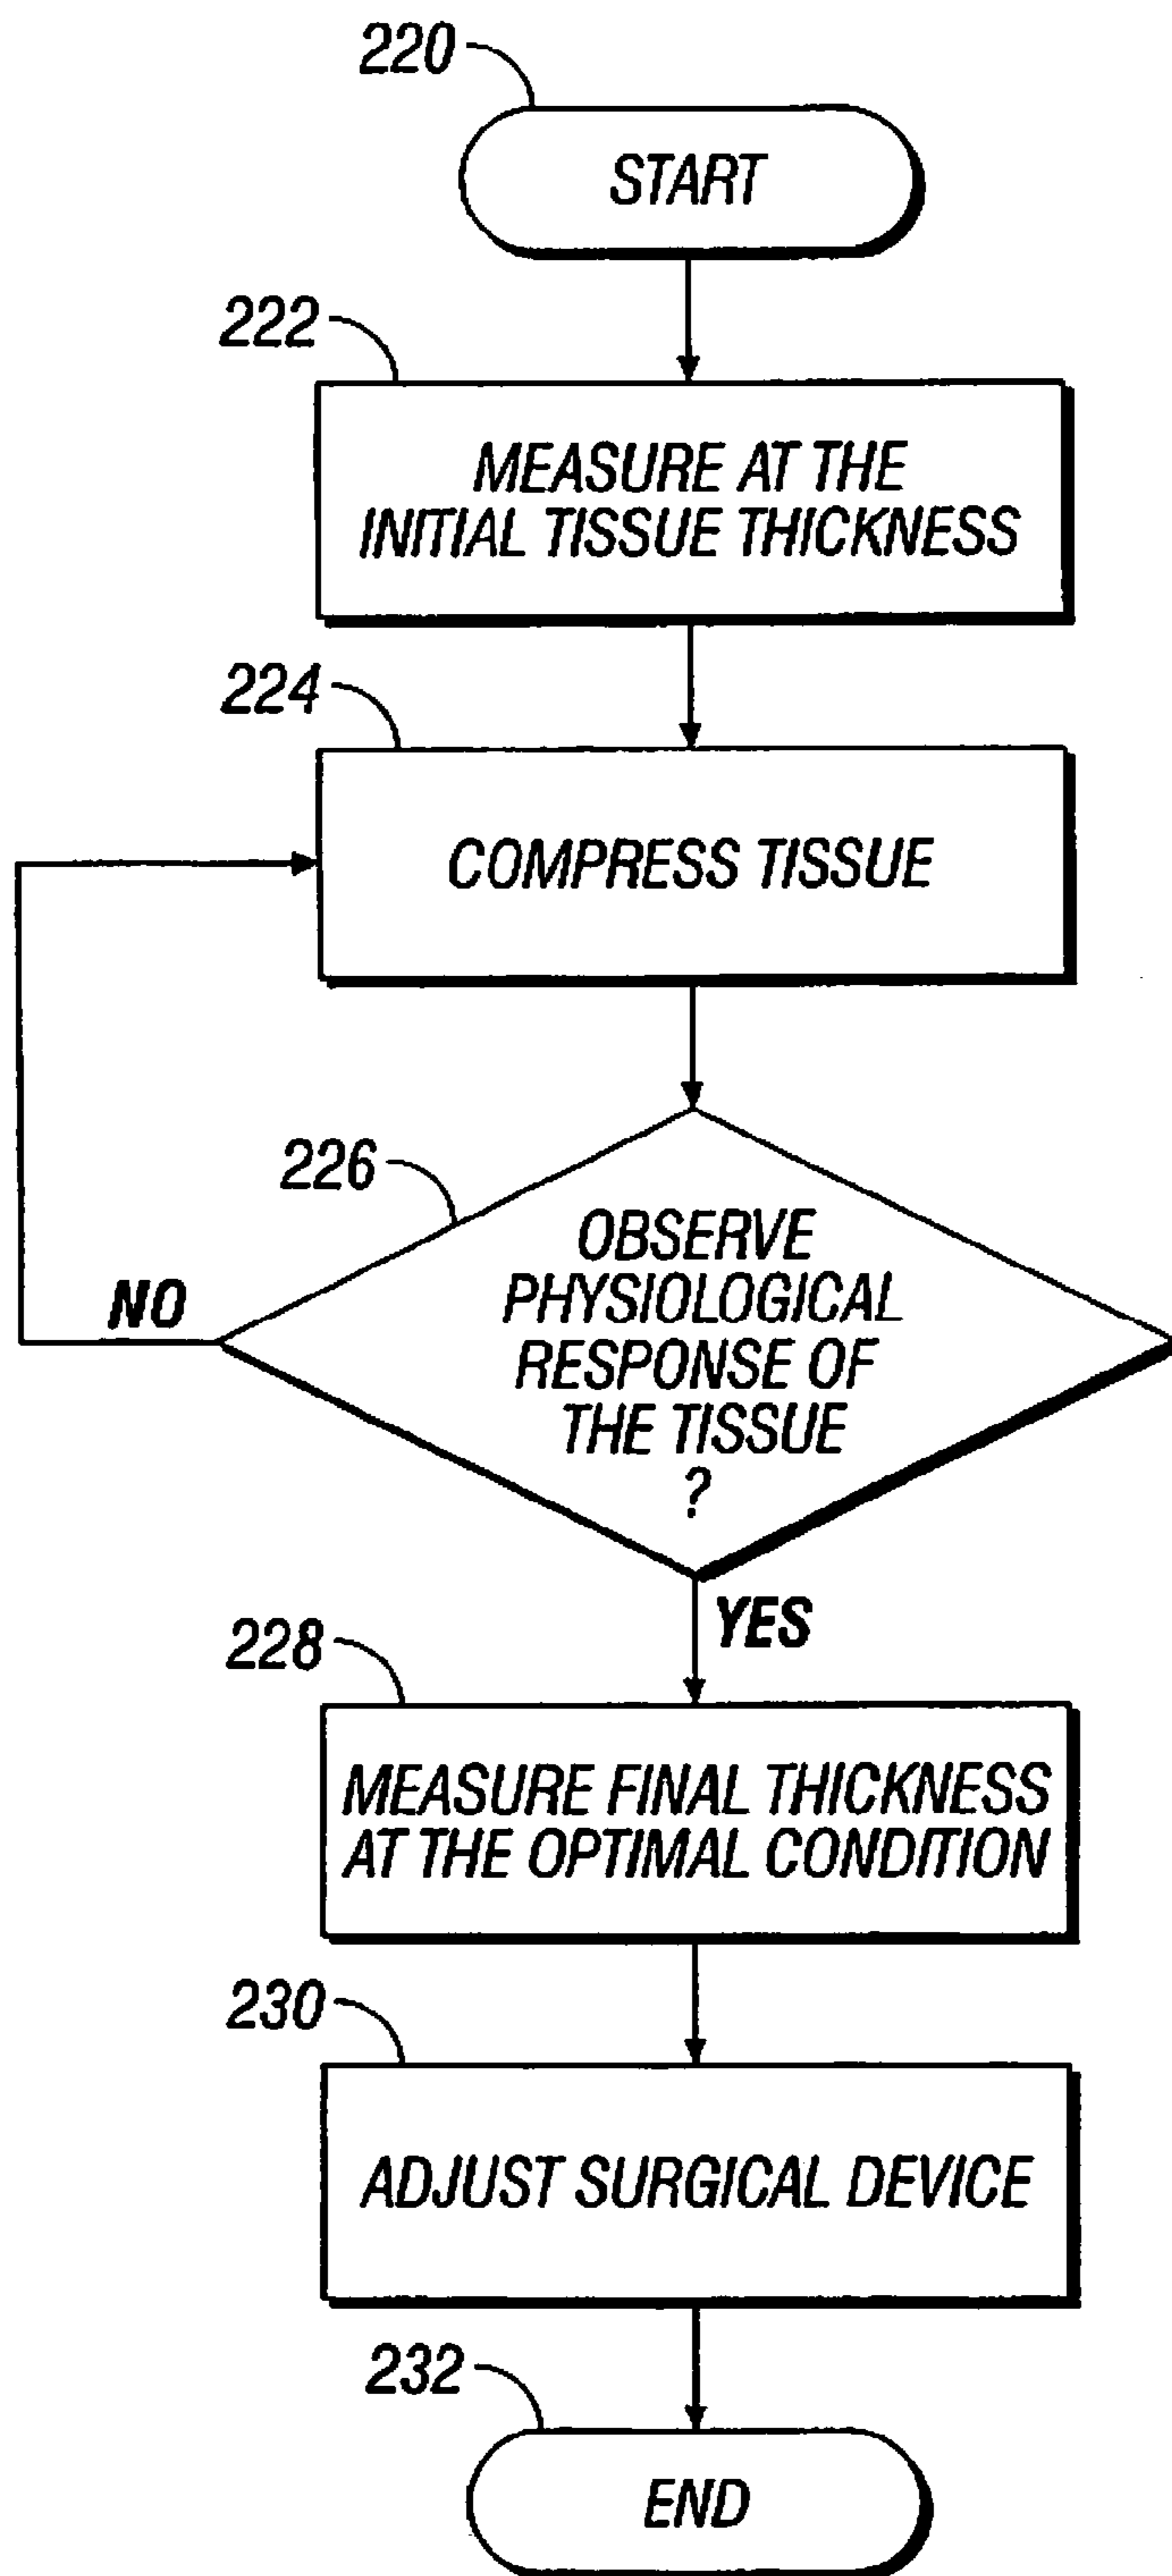 220
START
222
MEASURE AT THE
INITIAL TISSUE THICKNESS
224
COMPRESS TISSUE
226
OBSERVE
PHYSIOLOGICAL
RESPONSE OF
THE TISSUE
?
NO
YES
228
MEASURE FINAL THICKNESS
AT THE OPTIMAL CONDITION
230
ADJUST SURGICAL DEVICE
232
END